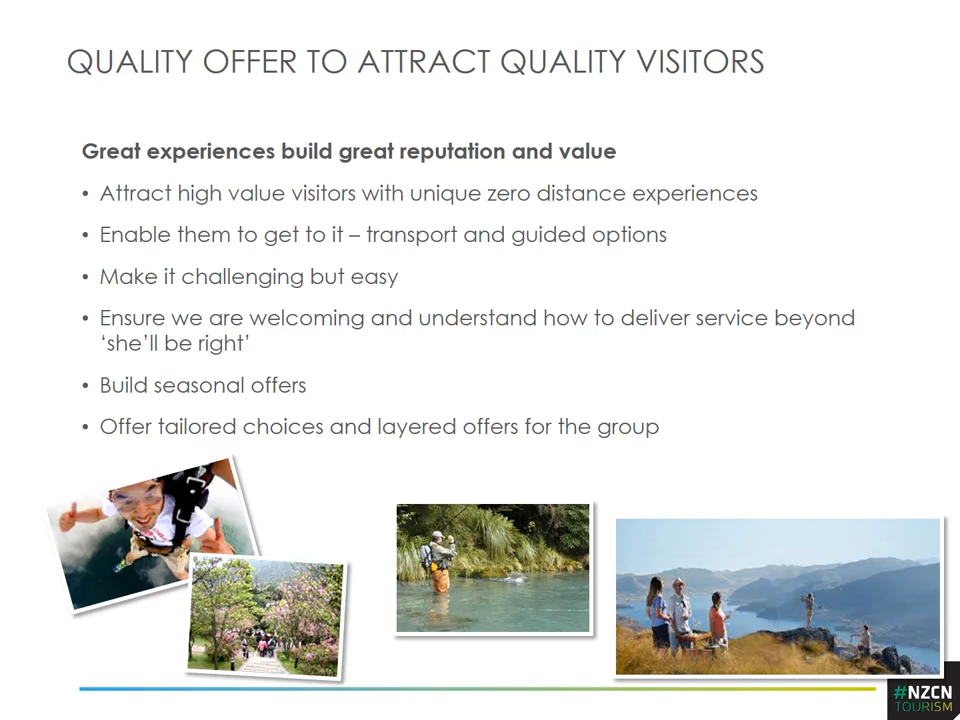 QUALITY OFFER TO ATTRACT QUALITY VISITORS
Great experiences build great reputation and value
• Attract high value visitors with unique zero distance experiences
• Enable them to get to it – transport and guided options
• Make it challenging but easy
• Ensure we are welcoming and understand how to deliver service beyond
‘she’ll be right’
• Build seasonal offers
• Offer tailored choices and layered offers for the group
#NZCN
TOURISM